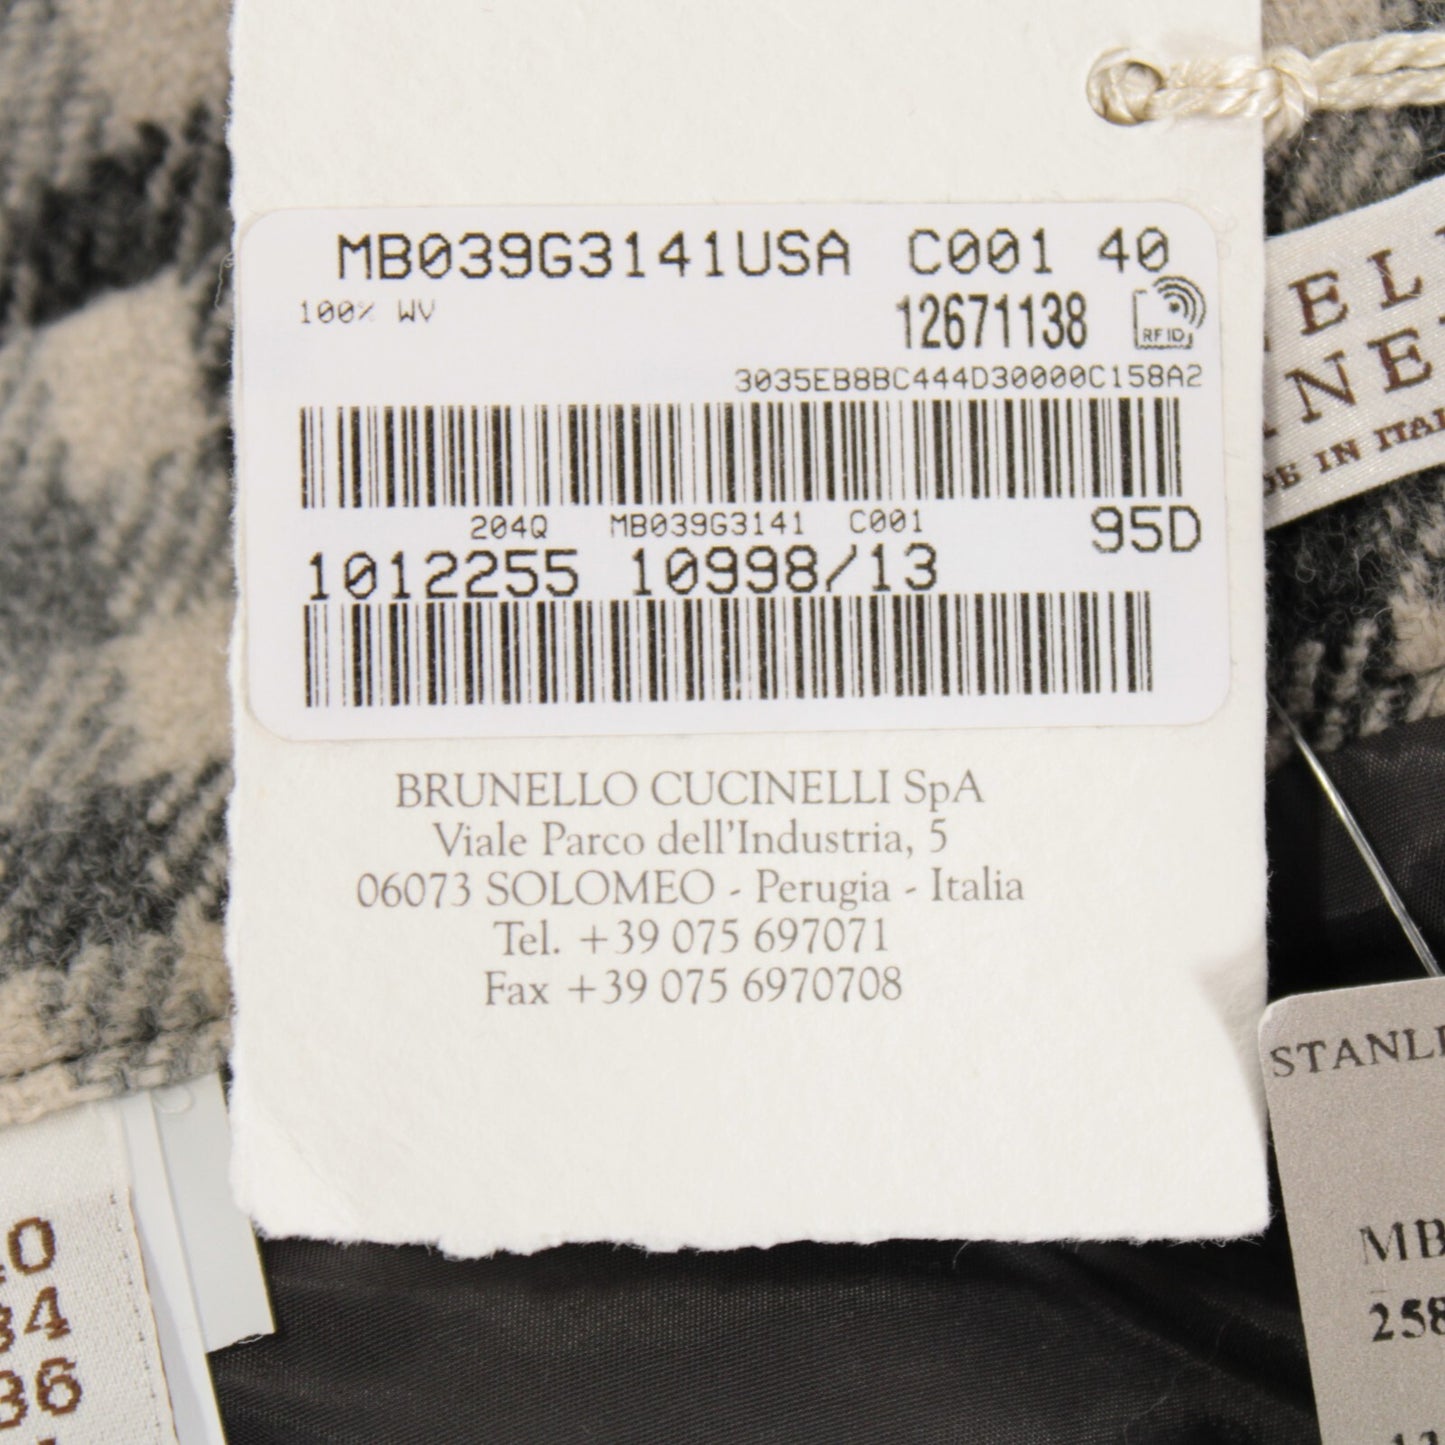 MB039G3141USA C001 40
100% WV
12671138
RFID
3035EB8BC444D30000C158A2
204Q MB039G3141 C001
95D
1012255 10998/13
BRUNELLO CUCINELLI SpA
Viale Parco dell'Industria, 5
06073 SOLOMEO - Perugia - Italia
Tel. +39 075 697071
Fax +39 075 6970708
IN